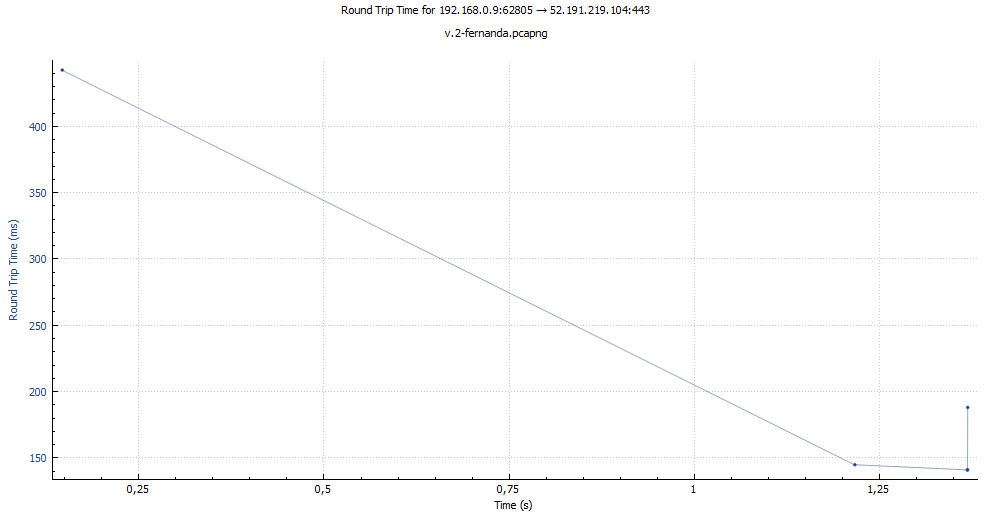 Round Trip Time for 192.168.0.9:62805 → 52.191.219.104:443
v.2-fernanda.pcapng
Round Trip Time (ms)
400
350
300
250
200
150
0,25
0,5
0,75
1
1,25
Time (s)